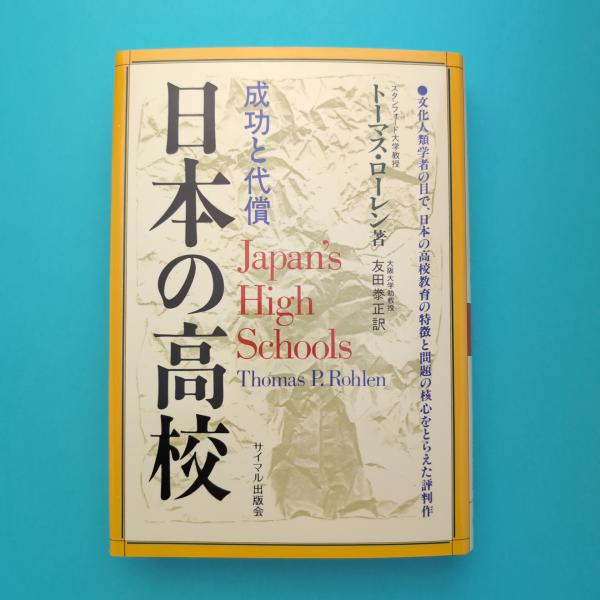 ●文化人類学者の目で、日本の高校教育の特徴と問題の核心をとらえた評判作
スタンフォード大学教授
トーマス・ローレン著
大阪大学助教授
友田泰正訳
成功と代償
日本の高校
Japan's
High
Schools
Thomas P. Rohlen
サイマル出版会